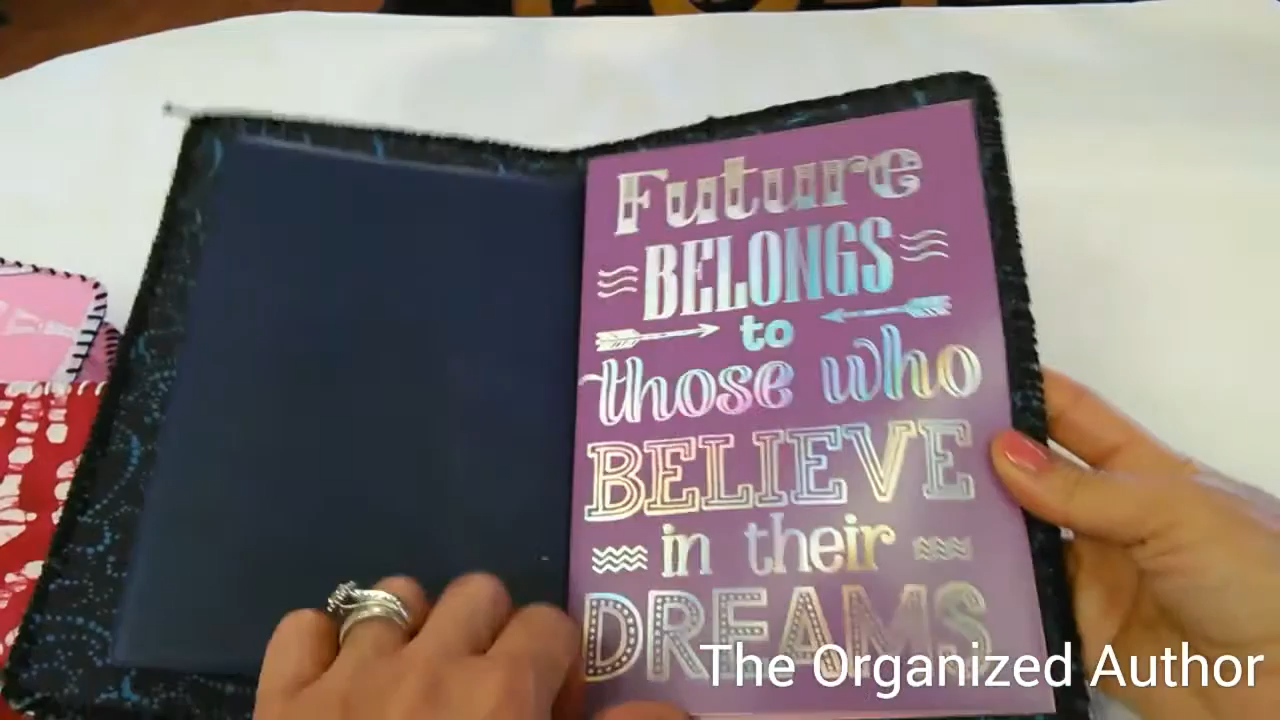 Future
BELONGS
to
those who
BELIEVE
in their
DREAMS
The Organized Author